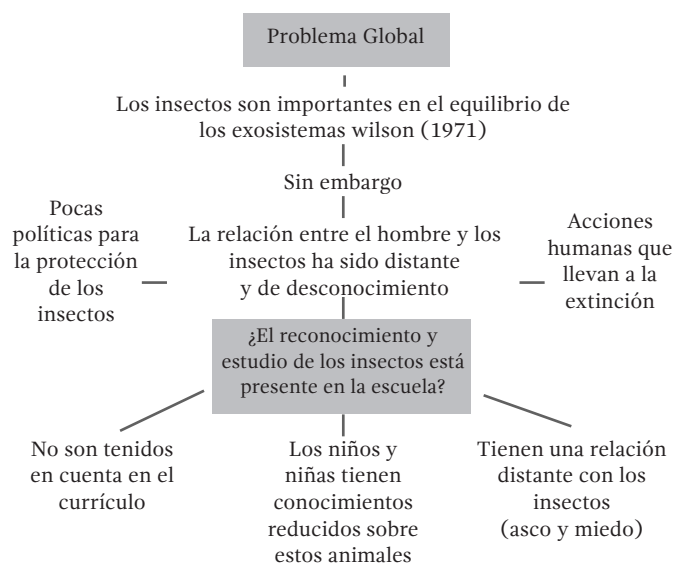 Problema Global
Los insectos son importantes en el equilibrio de
los exosistemas wilson (1971)
Sin embargo
Pocas
políticas para
la protección
de los
insectos
La relación entre el hombre y los
insectos ha sido distante
y de desconocimiento
Acciones
humanas que
llevan a la
extinción
¿El reconocimiento y
estudio de los insectos está
presente en la escuela?
No son tenidos
en cuenta en el
currículo
Los niños y
niñas tienen
conocimientos
reducidos sobre
estos animales
Tienen una relación
distante con los
insectos
(asco y miedo)